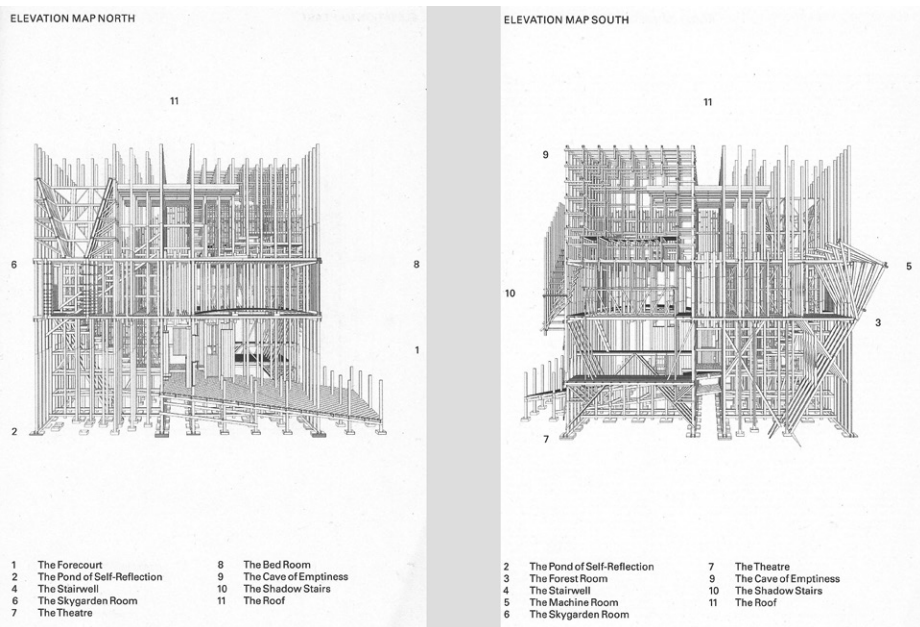 ELEVATION MAP NORTH
11
6
8
1
2
1 The Forecourt
2 The Pond of Self-Reflection
4 The Stairwell
6 The Skygarden Room
7 The Theatre
8 The Bed Room
9 The Cave of Emptiness
10 The Shadow Stairs
11 The Roof
ELEVATION MAP SOUTH
11
9
5
10
3
7
2 The Pond of Self-Reflection
3 The Forest Room
4 The Stairwell
5 The Machine Room
6 The Skygarden Room
7 The Theatre
9 The Cave of Emptiness
10 The Shadow Stairs
11 The Roof